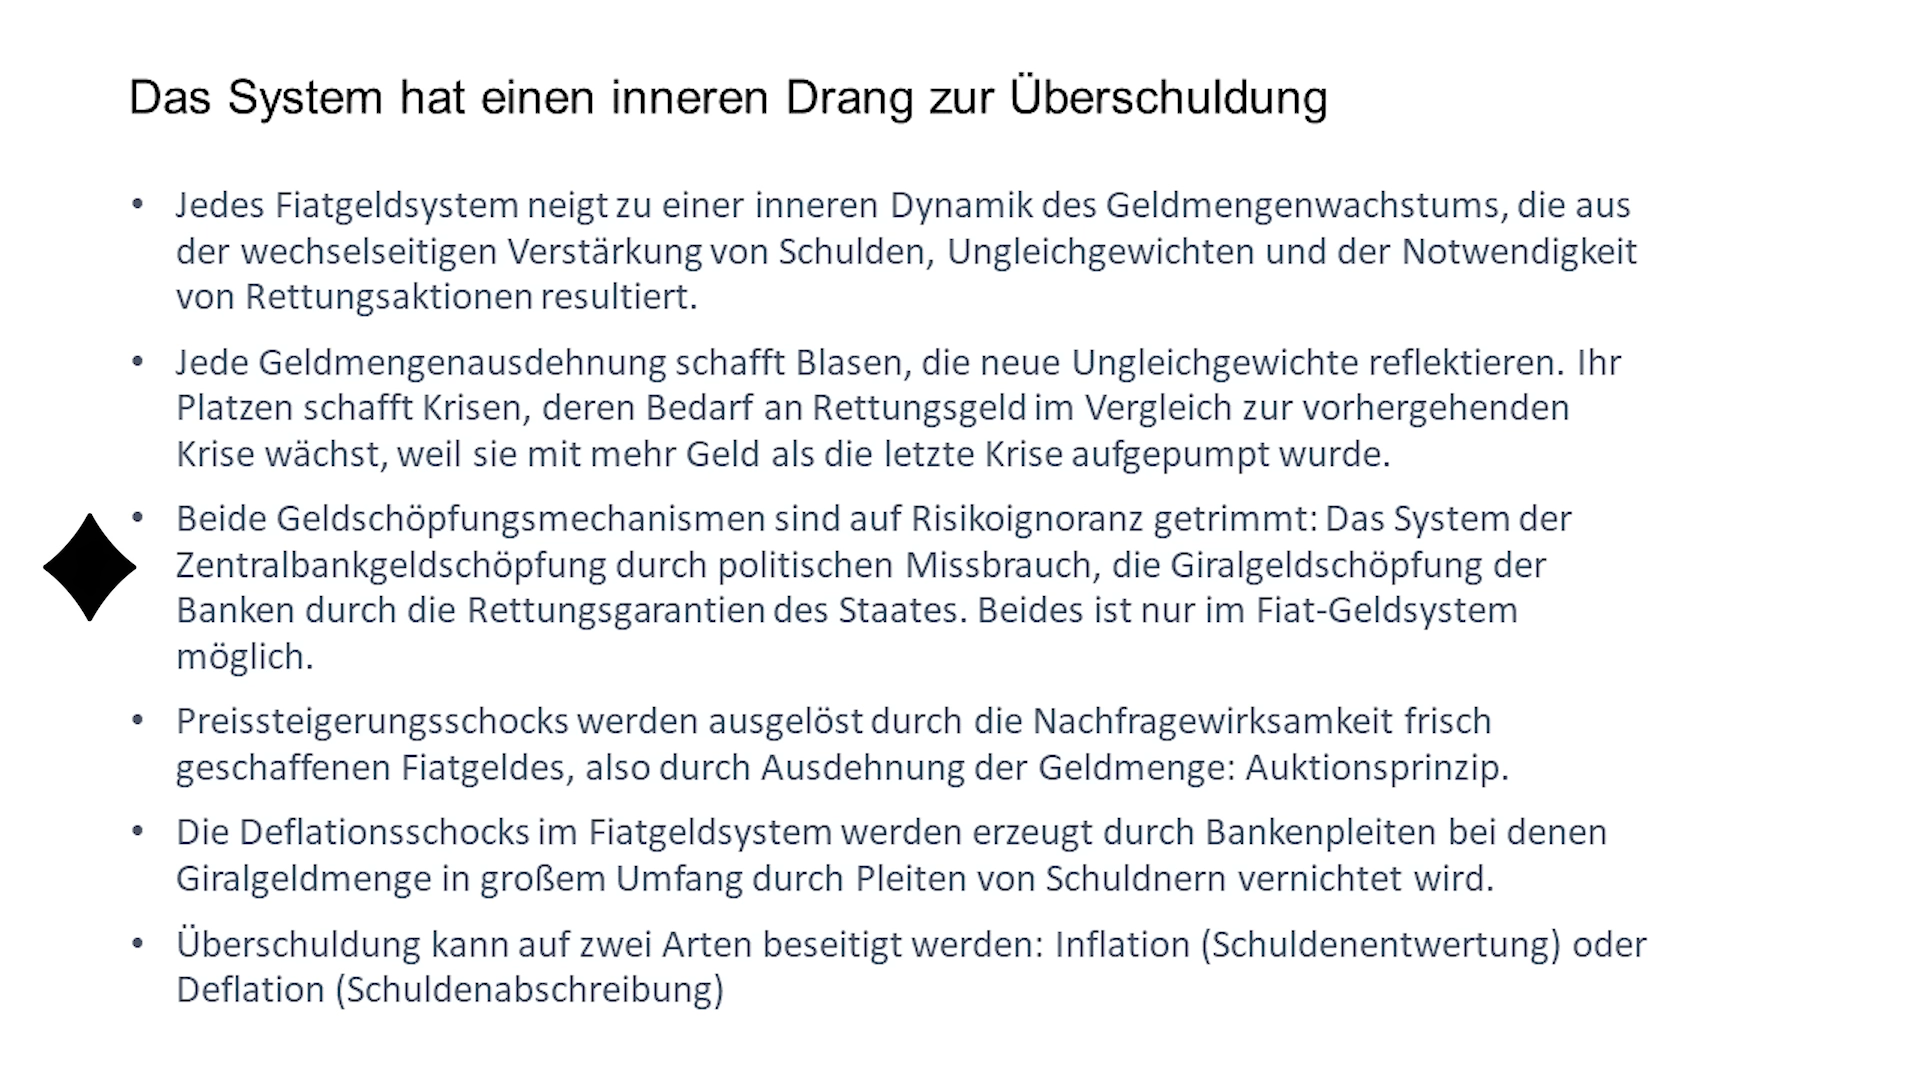 Das System hat einen inneren Drang zur Überschuldung
• Jedes Fiatgeldsystem neigt zu einer inneren Dynamik des Geldmengenwachstums, die aus
der wechselseitigen Verstärkung von Schulden, Ungleichgewichten und der Notwendigkeit
von Rettungsaktionen resultiert.
• Jede Geldmengenausdehnung schafft Blasen, die neue Ungleichgewichte reflektieren. Ihr
Platzen schafft Krisen, deren Bedarf an Rettungsgeld im Vergleich zur vorhergehenden
Krise wächst, weil sie mit mehr Geld als die letzte Krise aufgepumpt wurde.
• Beide Geldschöpfungsmechanismen sind auf Risikoignoranz getrimmt: Das System der
Zentralbankgeldschöpfung durch politischen Missbrauch, die Giralgeldschöpfung der
Banken durch die Rettungsgarantien des Staates. Beides ist nur im Fiat-Geldsystem
möglich.
• Preissteigerungsschocks werden ausgelöst durch die Nachfragewirksamkeit frisch
geschaffenen Fiatgeldes, also durch Ausdehnung der Geldmenge: Auktionsprinzip.
• Die Deflationsschocks im Fiatgeldsystem werden erzeugt durch Bankenpleiten bei denen
Giralgeldmenge in großem Umfang durch Pleiten von Schuldnern vernichtet wird.
• Überschuldung kann auf zwei Arten beseitigt werden: Inflation (Schuldenentwertung) oder
Deflation (Schuldenabschreibung)